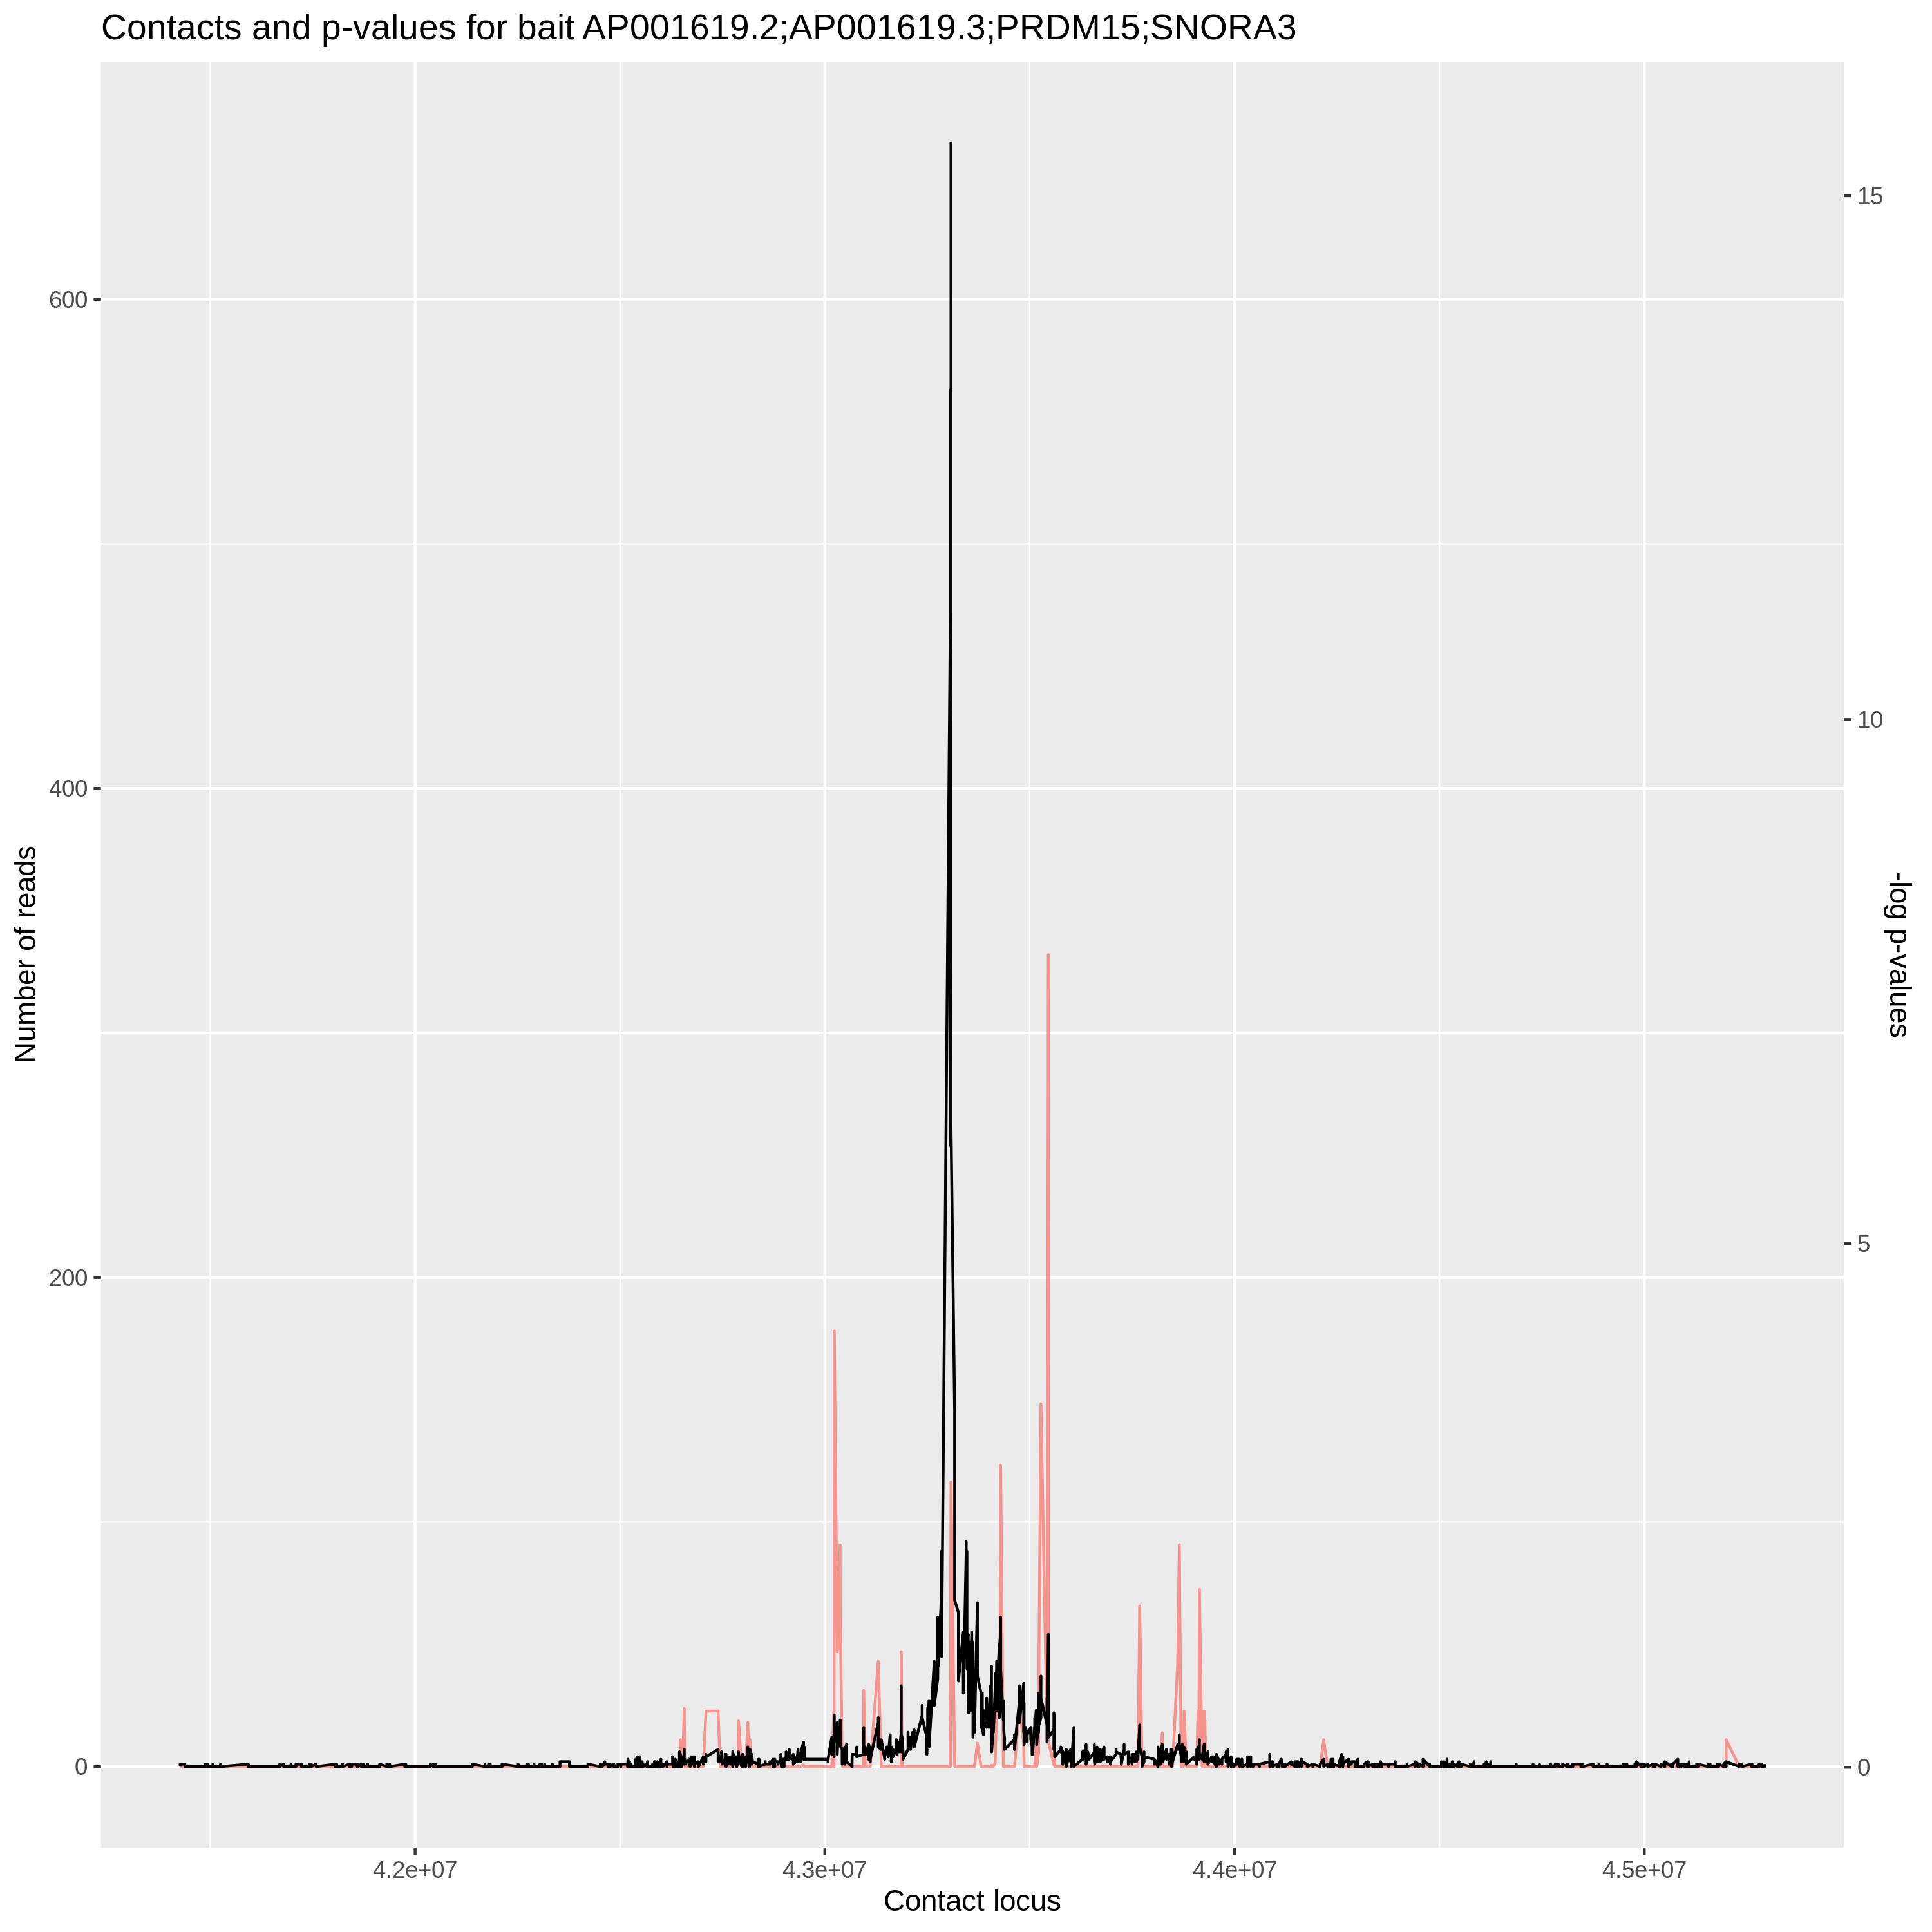 Contacts and p-values for bait AP001619.2;AP001619.3;PRDM15;SNORA3
600
400
200
0
Number of reads
15
10
5
0
-log p-values
4.2e+07
4.3e+07
4.4e+07
4.5e+07
Contact locus